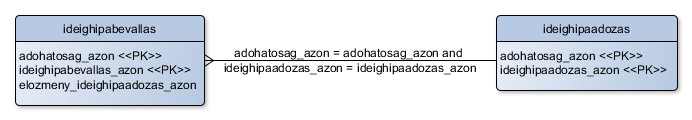 ideighipabevallas
adohatosag_azon <<PK>>
ideighipabevallas_azon <<PK>>
elozmeny_ideighipaadozas_azon
adohatosag_azon = adohatosag_azon and
ideighipaadozas_azon = ideighipaadozas_azon
ideighipaadozas
adohatosag_azon <<PK>>
ideighipaadozas_azon <<PK>>